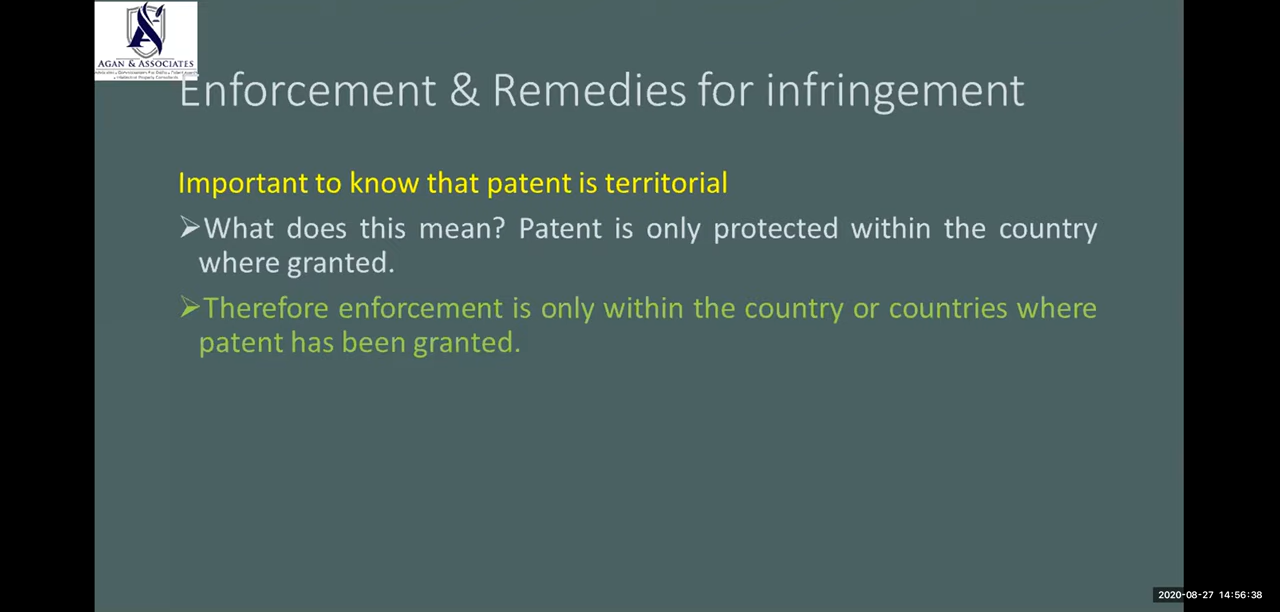 AGAN & ASSOCIATES
Enforcement & Remedies for infringement
Important to know that patent is territorial
➢What does this mean? Patent is only protected within the country
where granted.
➢Therefore enforcement is only within the country or countries where
patent has been granted.
2020-08-27 14:56:38